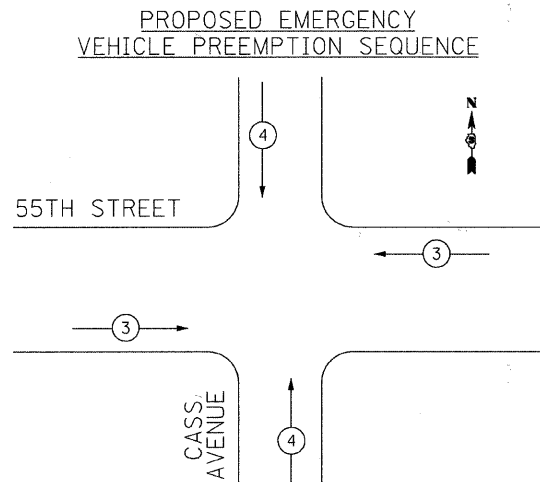 PROPOSED EMERGENCY
VEHICLE PREEMPTION SEQUENCE
4
N
55TH STREET
3
3
CASS
AVENUE
4